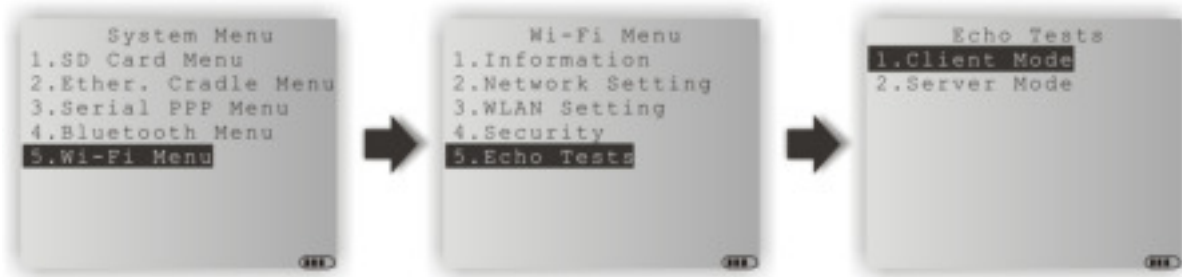 System Menu
1.SD Card Menu
2.Ether. Cradle Menu
3.Serial PPP Menu
4.Bluetooth Menu
5.Wi-Fi Menu
Wi-Fi Menu
1.Information
2.Network Setting
3.WLAN Setting
4.Security
5.Echo Tests
Echo Tests
1.Client Mode
2.Server Mode